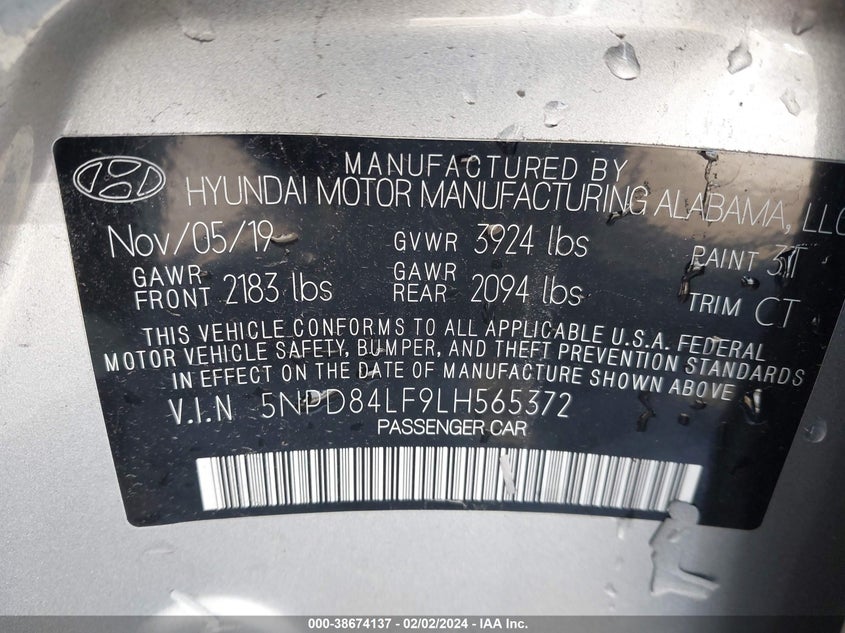 MANUFACTURED BY
HYUNDAI MOTOR MANUFACTURING ALABAMA, LLC
Nov/05/19 GVWR 3924 lbs PAINT 3T
GAWR FRONT 2183 lbs GAWR REAR 2094 lbs TRIM CT
THIS VEHICLE CONFORMS TO ALL APPLICABLE U.S.A. FEDERAL
MOTOR VEHICLE SAFETY, BUMPER, AND THEFT PREVENTION STANDARDS
IN EFFECT ON THE DATE OF MANUFACTURE SHOWN ABOVE.
V.I.N 5NPD84LF9LH565372
PASSENGER CAR
000-38674137 - 02/02/2024 - IAA Inc.